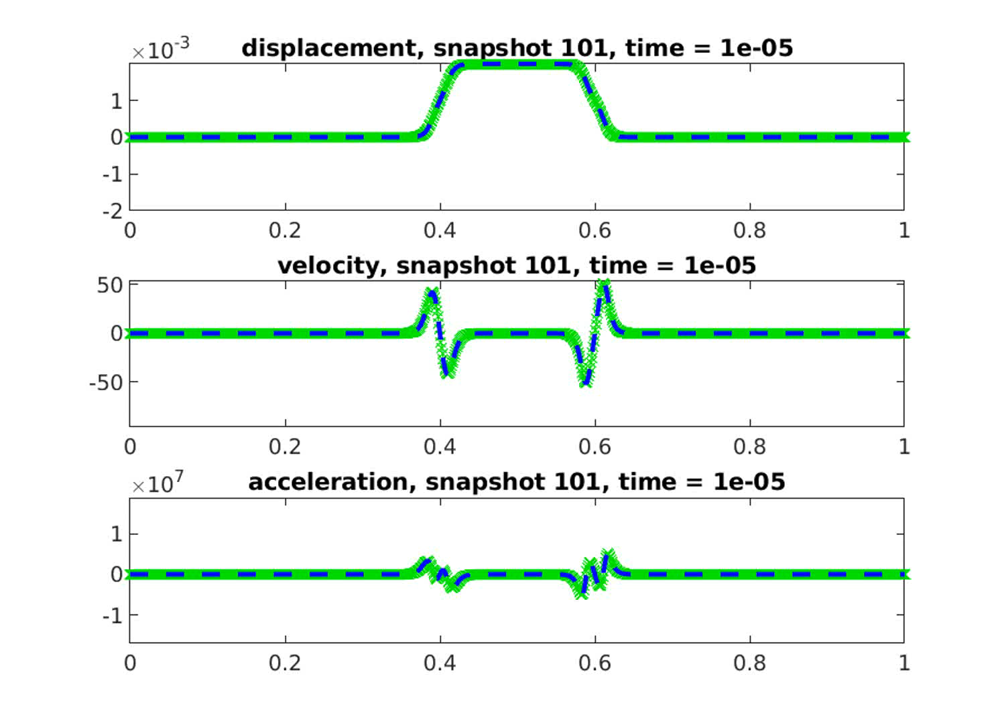 ×10-3
displacement, snapshot 101, time = 1e-05
1
0
-1
-2
0 0.2 0.4 0.6 0.8 1
velocity, snapshot 101, time = 1e-05
50
0
-50
0 0.2 0.4 0.6 0.8 1
×107
acceleration, snapshot 101, time = 1e-05
1
0
-1
0 0.2 0.4 0.6 0.8 1